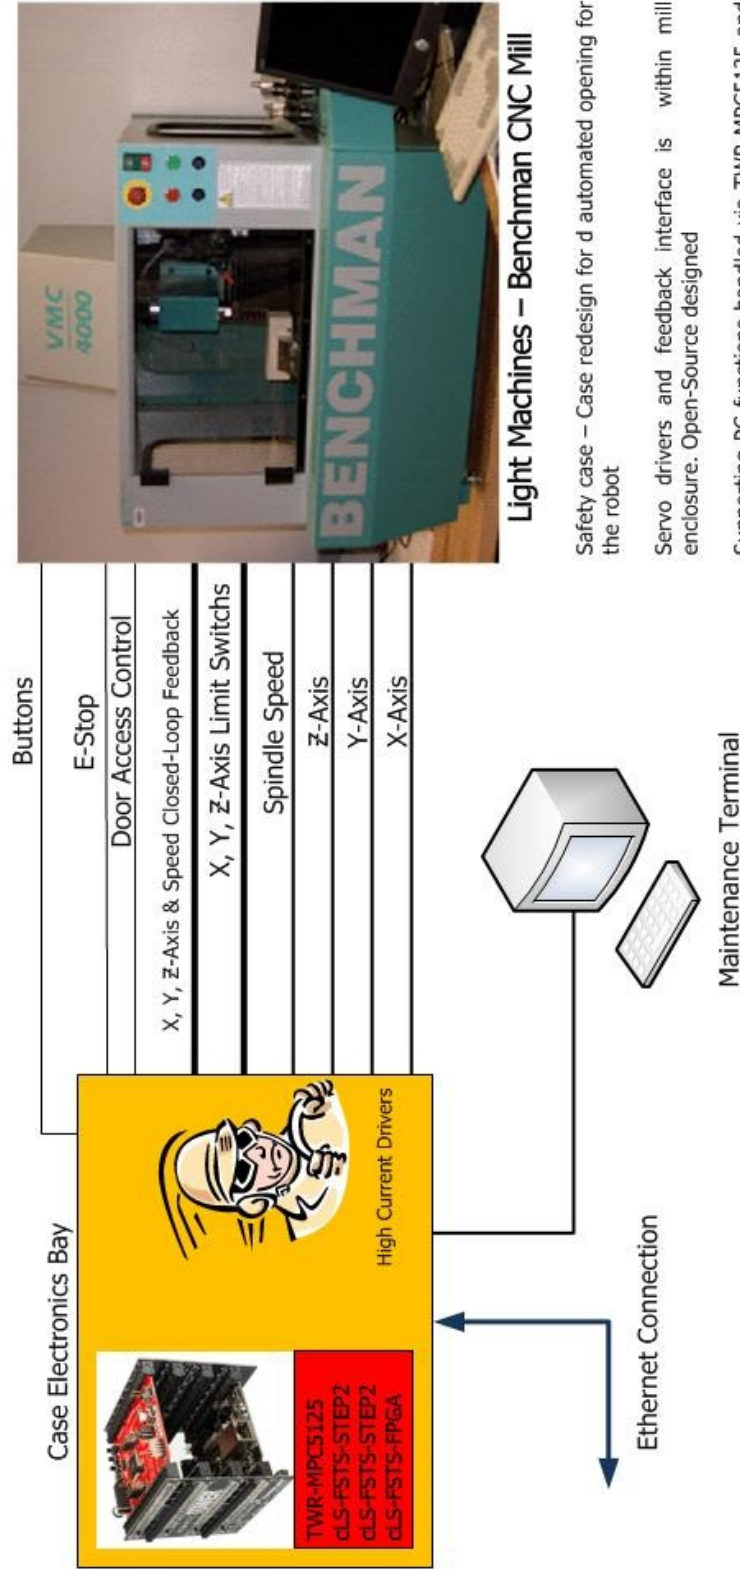 Case Electronics Bay
TWR-MPC5125
cLS-FSTS-STEP2
cLS-FSTS-STEP2
cLS-FSTS-FPGA
High Current Drivers
Buttons
E-Stop
Door Access Control
X, Y, Z-Axis & Speed Closed-Loop Feedback
X, Y, Z-Axis Limit Switchs
Spindle Speed
Z-Axis
Y-Axis
X-Axis
VMC
4000
BENCHMAN
Ethernet Connection
Maintenance Terminal
Light Machines – Benchman CNC Mill
Safety case – Case redesign for d automated opening for
the robot
Servo drivers and feedback interface is within mill
enclosure. Open-Source designed
Supporting PC functions handled via TWR-MPC5125 and